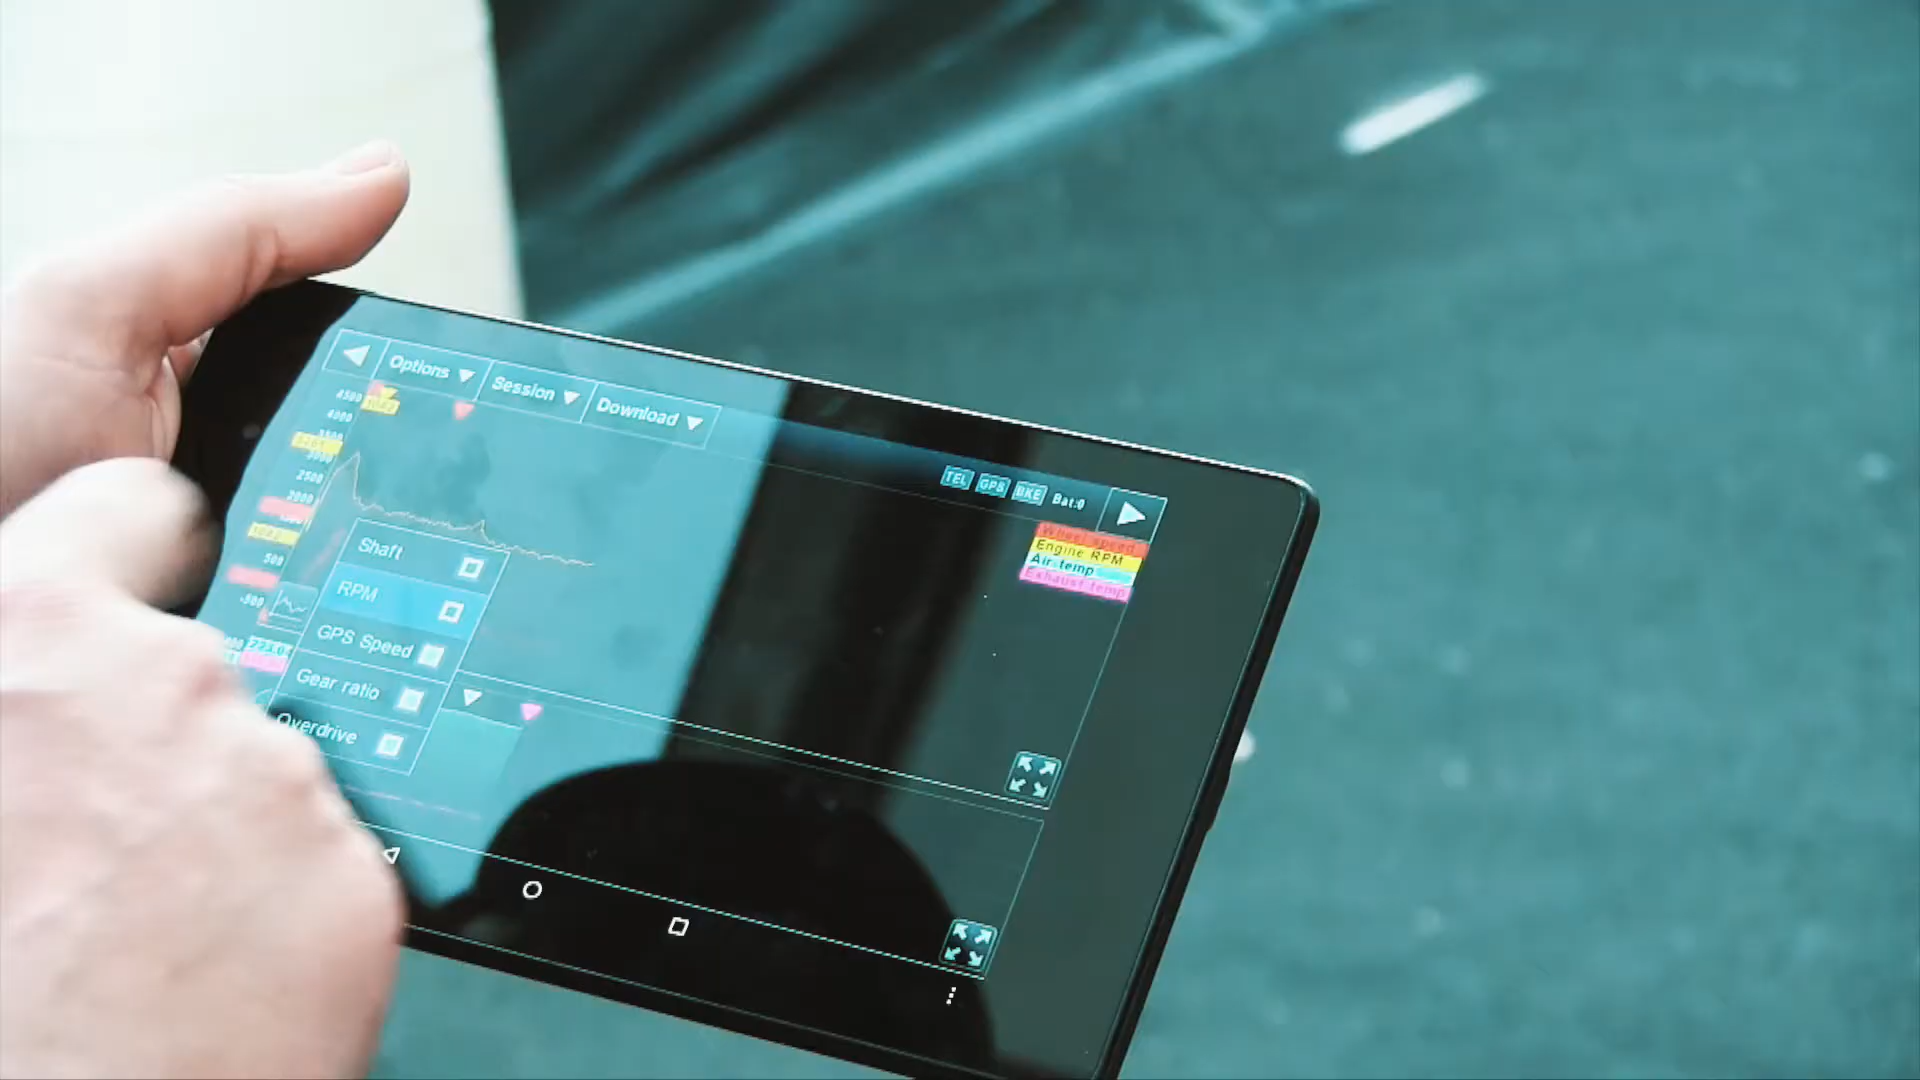 Options
Session
Download
TEL GPS BKE Bat:0
4500
4000
2500
500
-500
Wheel speed
Engine RPM
Air temp
Exhaust temp
Shaft
RPM
GPS Speed
Gear ratio
Overdrive